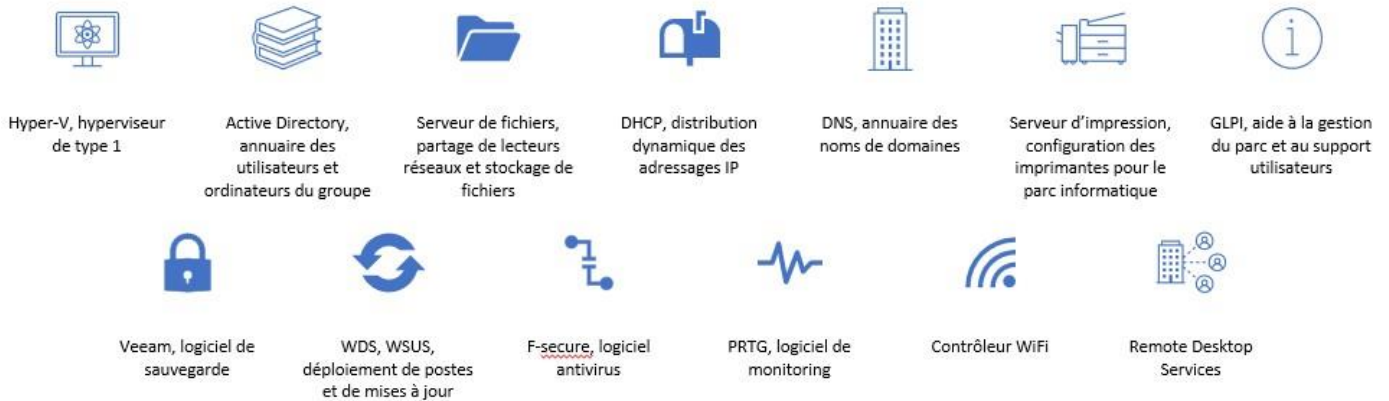 Hyper-V, hyperviseur
de type 1
Active Directory,
annuaire des
utilisateurs et
ordinateurs du groupe
Serveur de fichiers,
partage de lecteurs
réseaux et stockage de
fichiers
DHCP, distribution
dynamique des
adressages IP
DNS, annuaire des
noms de domaines
Serveur d’impression,
configuration des
imprimantes pour le
parc informatique
i
GLPI, aide à la gestion
du parc et au support
utilisateurs
Veeam, logiciel de
sauvegarde
WDS, WSUS,
déploiement de postes
et de mises à jour
F-secure, logiciel
antivirus
PRTG, logiciel de
monitoring
Contrôleur WiFi
Remote Desktop
Services